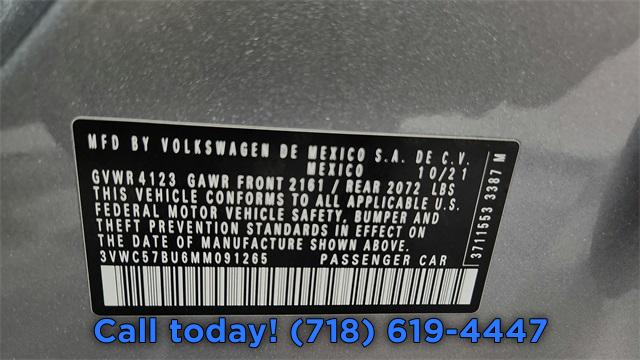 MFD BY VOLKSWAGEN DE MEXICO S.A. DE C.V.
MEXICO 10/21
GVWR 4123 GAWR FRONT 2161 / REAR 2072 LBS
THIS VEHICLE CONFORMS TO ALL APPLICABLE U.S.
FEDERAL MOTOR VEHICLE SAFETY, BUMPER AND
THEFT PREVENTION STANDARDS IN EFFECT ON
THE DATE OF MANUFACTURE SHOWN ABOVE.
3VWC57BU6MM091265 PASSENGER CAR
3711553 3387 M
Call today! (718) 619-4447